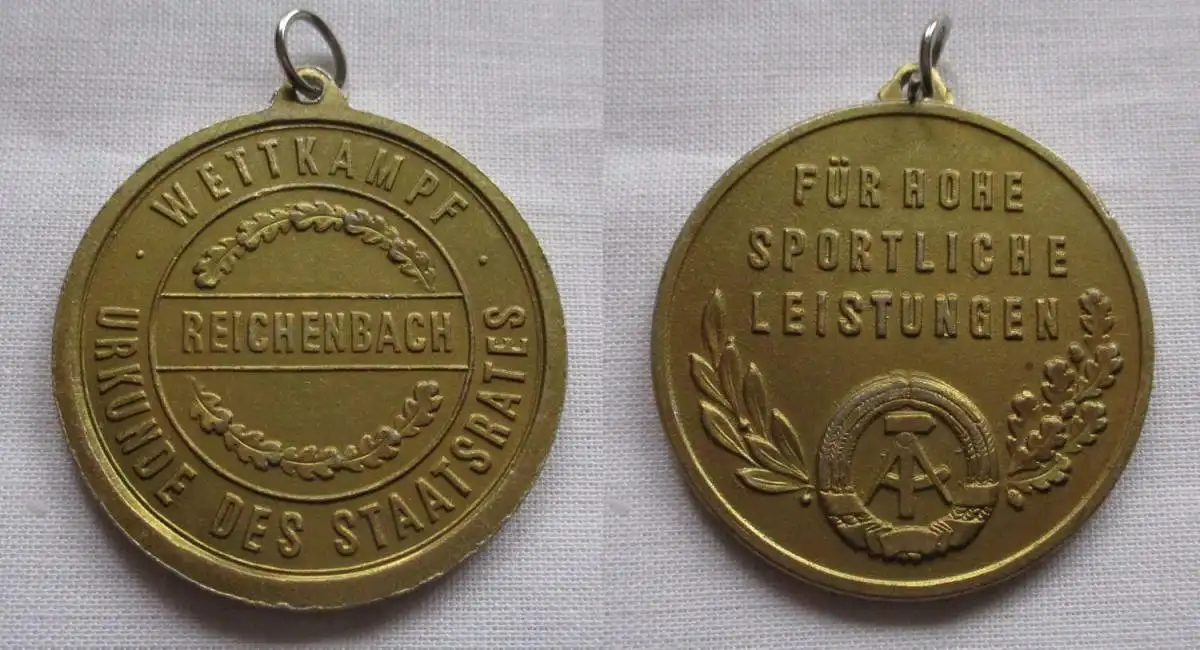 · WETTKAMPF ·
REICHENBACH
URKUNDE DES STAATSRATES
FÜR HOHE
SPORTLICHE
LEISTUNGEN